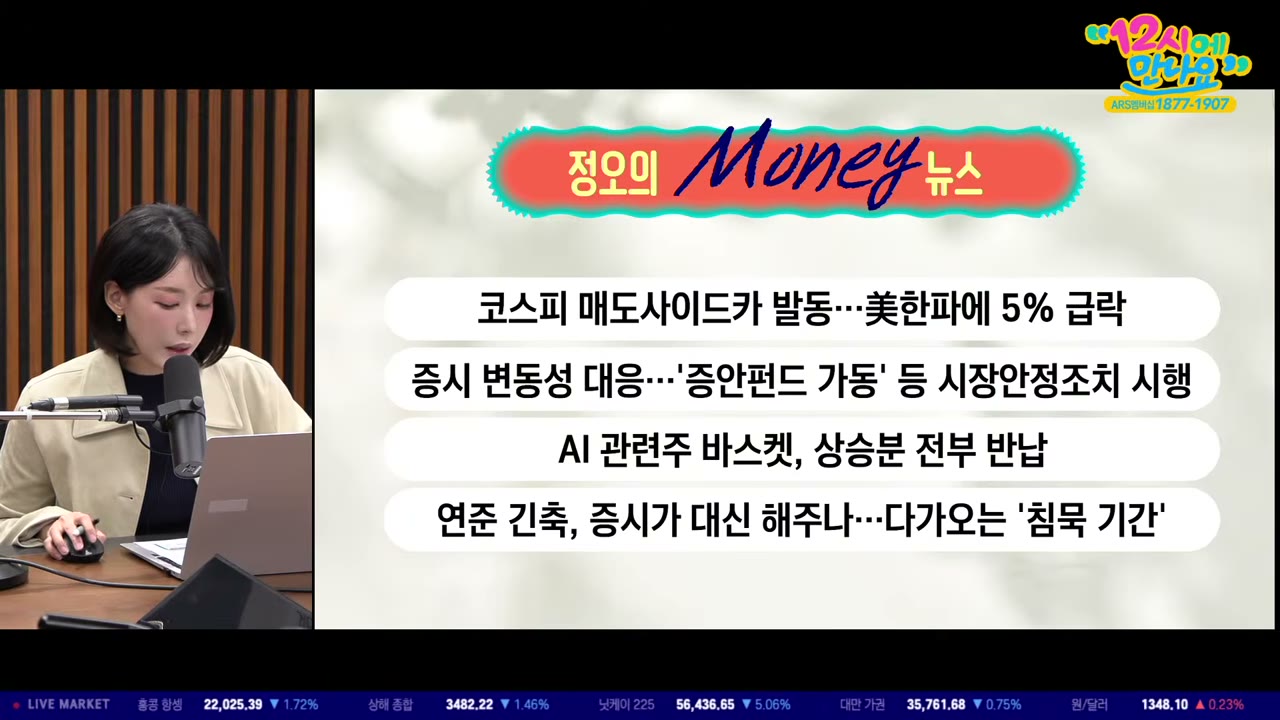 “12시에
만나요”
ARS멤버십 1877-1907
정오의 Money 뉴스
코스피 매도사이드카 발동…美한파에 5% 급락
증시 변동성 대응…'증안펀드 가동' 등 시장안정조치 시행
AI 관련주 바스켓, 상승분 전부 반납
연준 긴축, 증시가 대신 해주나…다가오는 '침묵 기간'
● LIVE MARKET 홍콩 항셍 22,025.39 ▼ 1.72% 상해 종합 3482.22 ▼ 1.46% 닛케이 225 56,436.65 ▼ 5.06% 대만 가권 35,761.68 ▼ 0.75% 원/달러 1348.10 ▲ 0.23%